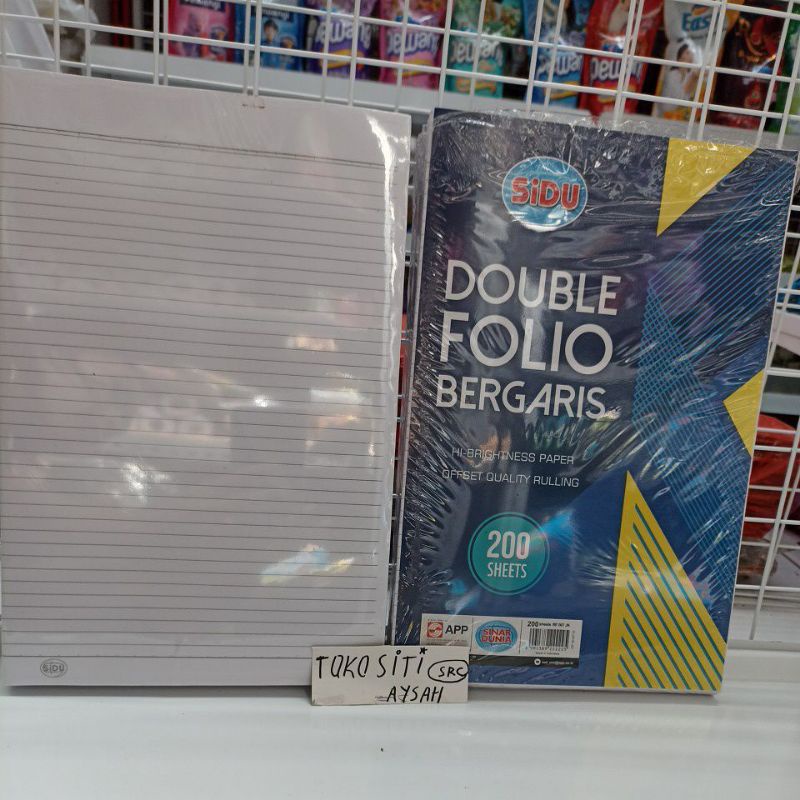 SiDU
DOUBLE
FOLIO
BERGARIS
HI-BRIGHTNESS PAPER
OFFSET QUALITY RULLING
200
SHEETS
APP
SINAR
DUNIA
200
SiDU
TOKO SiTi*
SRC
AYSAH